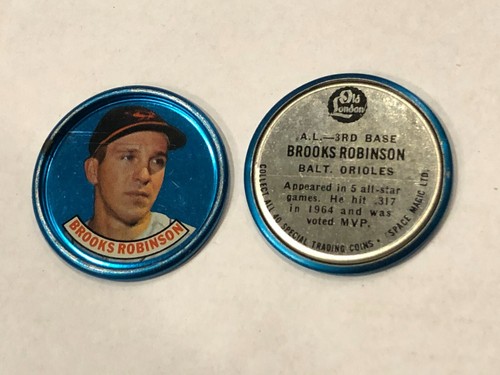 BROOKS ROBINSON
Old
London
A.L.—3RD BASE
BROOKS ROBINSON
BALT. ORIOLES
Appeared in 5 all-star
games. He hit .317
in 1964 and was
voted MVP.
COLLECT ALL 40 SPECIAL TRADING COINS • SPACE MAGIC LTD.